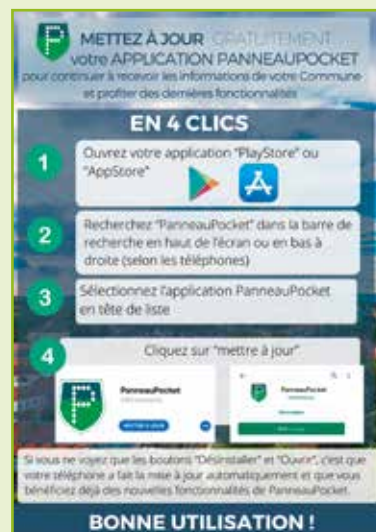 METTEZ À JOUR GRATUITEMENT
votre APPLICATION PANNEAUPOCKET
pour continuer à recevoir les informations de votre Commune
et profiter des dernières fonctionnalités
EN 4 CLICS
1
Ouvrez votre application "PlayStore" ou
"AppStore"
2
Recherchez "PanneauPocket" dans la barre de
recherche en haut de l'écran ou en bas à
droite (selon les téléphones)
3
Sélectionnez l'application PanneauPocket
en tête de liste
4
Cliquez sur "mettre à jour"
PanneauPocket
METTRE À JOUR
PanneauPocket
Si vous ne voyez que les boutons "Désinstaller" et "Ouvrir", c'est que
votre téléphone a fait la mise à jour automatiquement et que vous
bénéficiez déjà des nouvelles fonctionnalités de PanneauPocket.
BONNE UTILISATION !